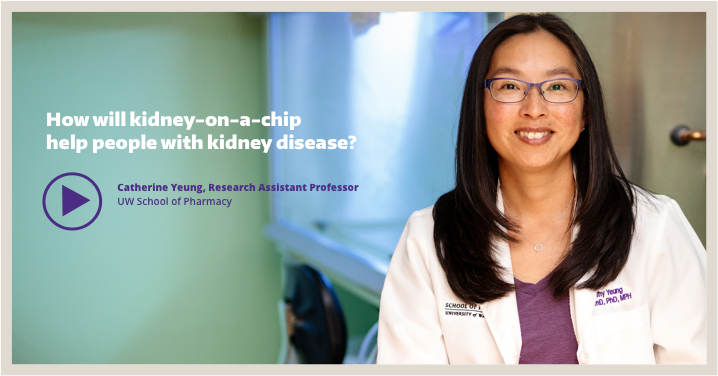 How will kidney-on-a-chip
help people with kidney disease?
Catherine Yeung, Research Assistant Professor
UW School of Pharmacy
SCHOOL OF
UNIVERSITY of
Yeung
PhD, MPH